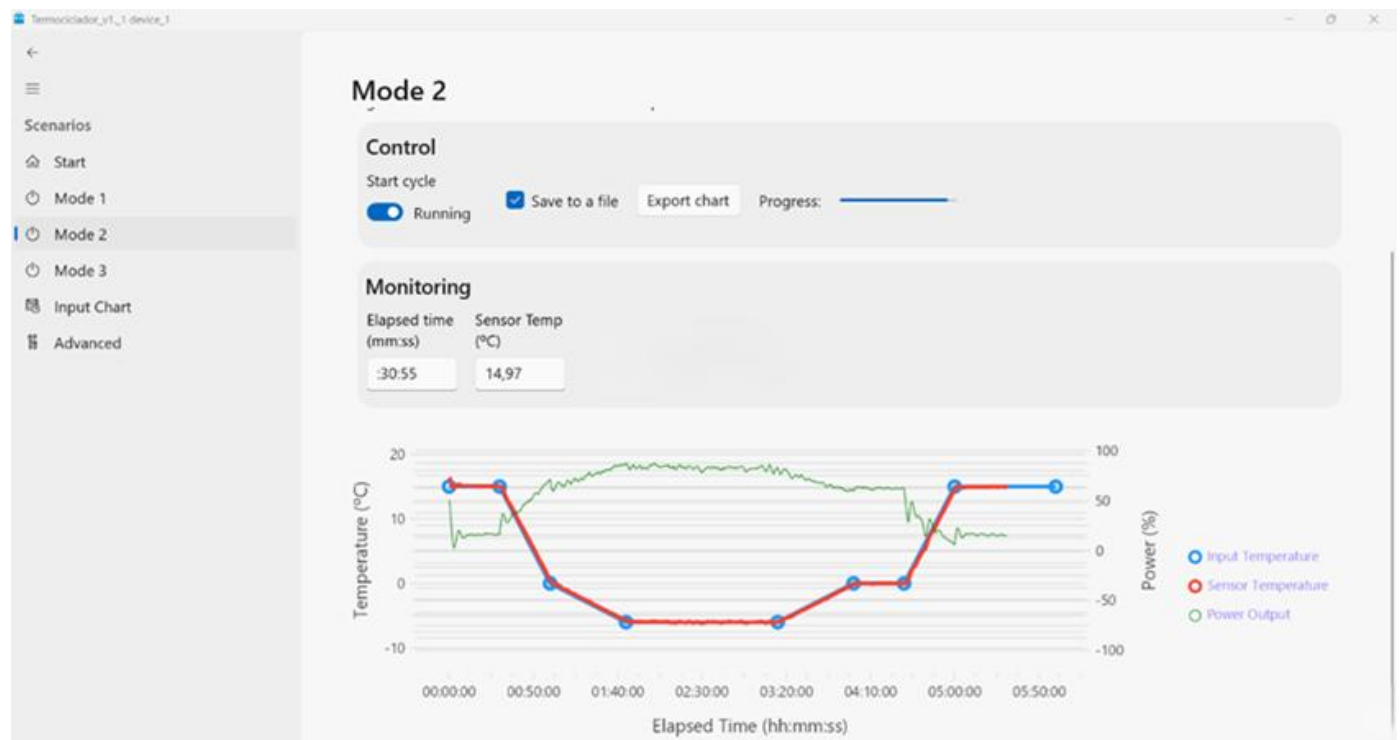 Termociclador_v1._1 device_1
Scenarios
Start
Mode 1
Mode 2
Mode 3
Input Chart
Advanced
Mode 2
Control
Start cycle
Running
Save to a file
Export chart
Progress:
Monitoring
Elapsed time
(mm:ss)
Sensor Temp
(ºC)
:30:55
14,97
Temperature (ºC)
20
10
0
-10
100
50
0
-50
-100
Power (%)
Input Temperature
Sensor Temperature
Power Output
00:00:00 00:50:00 01:40:00 02:30:00 03:20:00 04:10:00 05:00:00 05:50:00
Elapsed Time (hh:mm:ss)